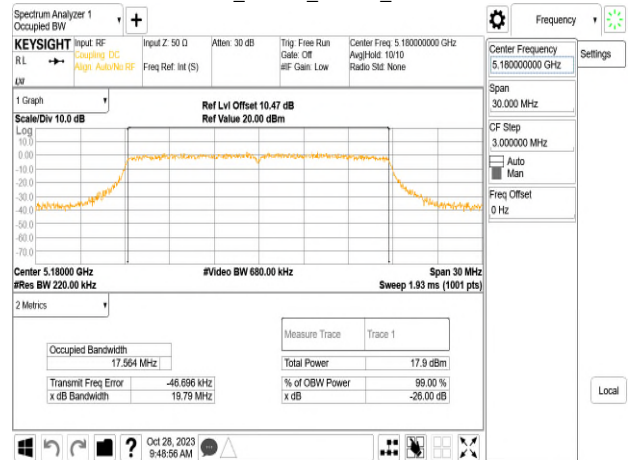 Spectrum Analyzer 1
Occupied BW
+
Frequency
KEYSIGHT
RL
Input: RF
Coupling: DC
Align: Auto/No RF
Input Z: 50 Ω
Freq Ref: Int (S)
Atten: 30 dB
Trig: Free Run
Gate: Off
#IF Gain: Low
Center Freq: 5.180000000 GHz
Avg|Hold: 10/10
Radio Std: None
Center Frequency
5.180000000 GHz
Settings
Span
30.000 MHz
CF Step
3.000000 MHz
Auto
Man
Freq Offset
0 Hz
Local
1 Graph
Scale/Div 10.0 dB
Ref Lvl Offset 10.47 dB
Ref Value 20.00 dBm
Log
10.0
0.00
-10.0
-20.0
-30.0
-40.0
-50.0
-60.0
-70.0
Center 5.18000 GHz
#Res BW 220.00 kHz
#Video BW 680.00 kHz
Span 30 MHz
Sweep 1.93 ms (1001 pts)
2 Metrics
Measure Trace Trace 1
Occupied Bandwidth
17.564 MHz
Total Power 17.9 dBm
Transmit Freq Error -46.696 kHz
% of OBW Power 99.00 %
x dB Bandwidth 19.79 MHz
x dB -26.00 dB
?
Oct 28, 2023
9:48:56 AM